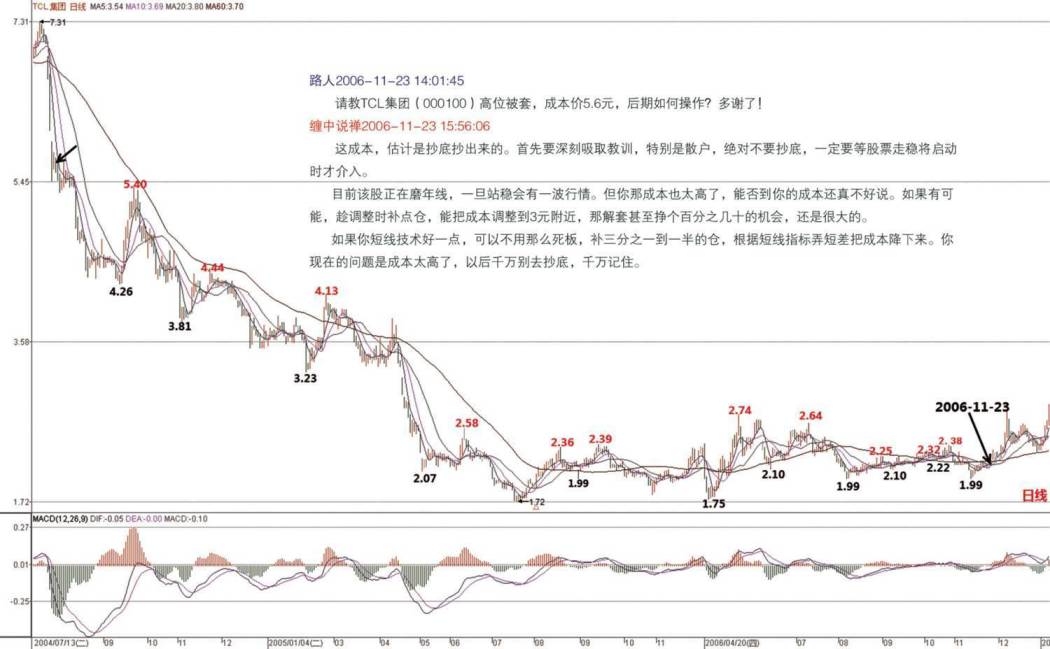 TCL集团 日线 MA5:3.54 MA10:3.69 MA20:3.80 MA60:3.70
7.31
7.31
路人2006-11-23 14:01:45
请教TCL集团(000100)高位被套，成本价5.6元，后期如何操作？多谢了！
缠中说禅2006-11-23 15:56:06
这成本，估计是抄底抄出来的。首先要深刻吸取教训，特别是散户，绝对不要抄底，一定要等股票走稳将启动
时才介入。
目前该股正在磨年线，一旦站稳会有一波行情。但你那成本也太高了，能否到你的成本还真不好说。如果有可
能，趁调整时补点仓，能把成本调整到3元附近，那解套甚至挣个百分之几十的机会，还是很大的。
如果你短线技术好一点，可以不用那么死板，补三分之一到一半的仓，根据短线指标弄短差把成本降下来。你
现在的问题是成本太高了，以后千万别去抄底，千万记住。
5.45
5.40
4.26
4.44
3.81
4.13
3.58
3.23
2.58
2.07
2.36
2.39
1.99
2.74
2.64
2.10
1.99
2.25
2.10
2.32
2.38
2.22
1.99
2006-11-23
1.72
1.72
1.75
日线
MACD(12,26,9) DIF:-0.05 DEA:-0.00 MACD:-0.10
0.27
0.01
-0.25
2004/07/13(二) 09 10 11 12 2005/01/04(二) 03 04 05 06 07 08 09 10 11 2006/04/20(四) 07 08 09 10 11 12